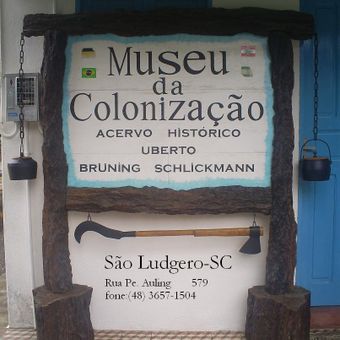 Museu
da
Colonização
ACERVO HISTÓRICO
UBERTO
BRÜNING SCHLICKMANN
São Ludgero-SC
Rua Pe. Auling 579
fone:(48) 3657-1504